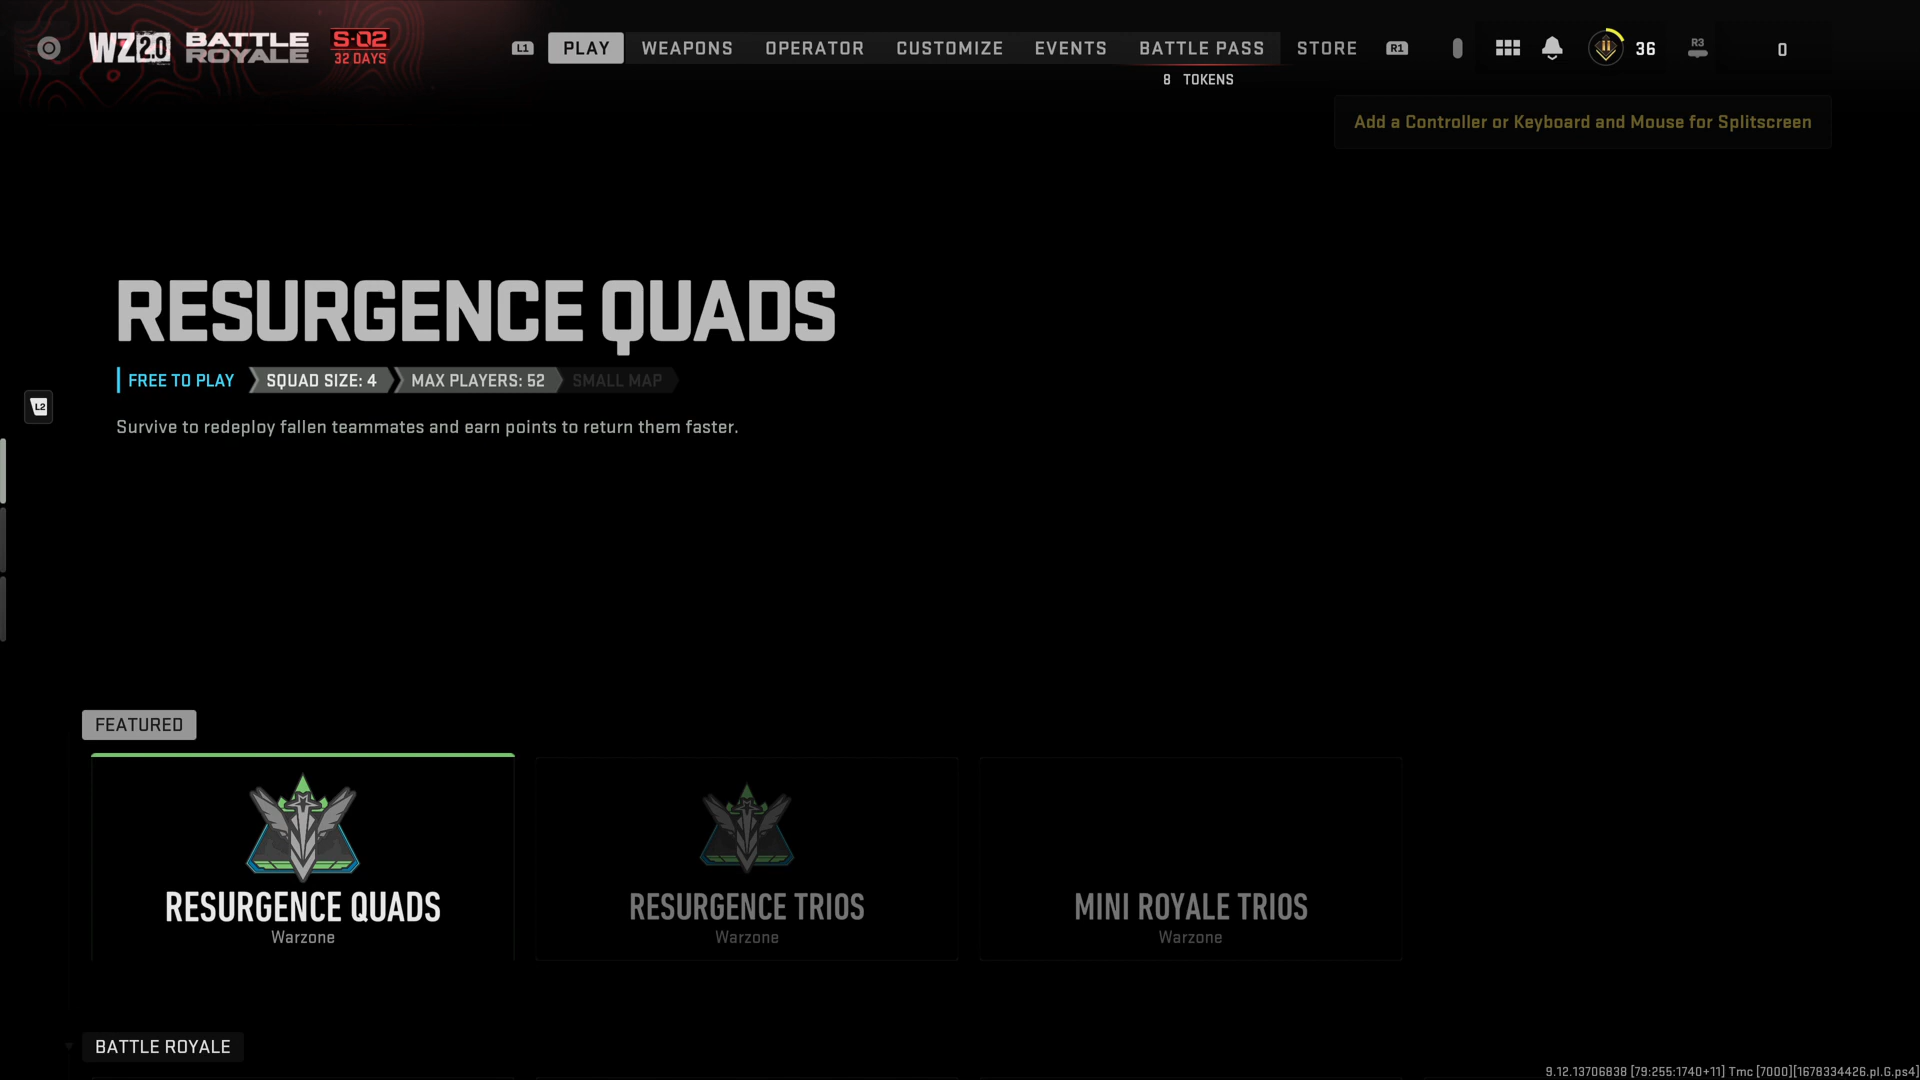 WZ2.0 BATTLE ROYALE S-02 32 DAYS
L1 PLAY WEAPONS OPERATOR CUSTOMIZE EVENTS BATTLE PASS STORE R1 36 R3 0
8 TOKENS
Add a Controller or Keyboard and Mouse for Splitscreen
RESURGENCE QUADS
FREE TO PLAY SQUAD SIZE: 4 MAX PLAYERS: 52 SMALL MAP
L2
Survive to redeploy fallen teammates and earn points to return them faster.
FEATURED
RESURGENCE QUADS
Warzone
RESURGENCE TRIOS
Warzone
MINI ROYALE TRIOS
Warzone
BATTLE ROYALE
9.12.13706838 [79:255:1740+11] Tmc [7000][1678334426.pl.G.ps4]